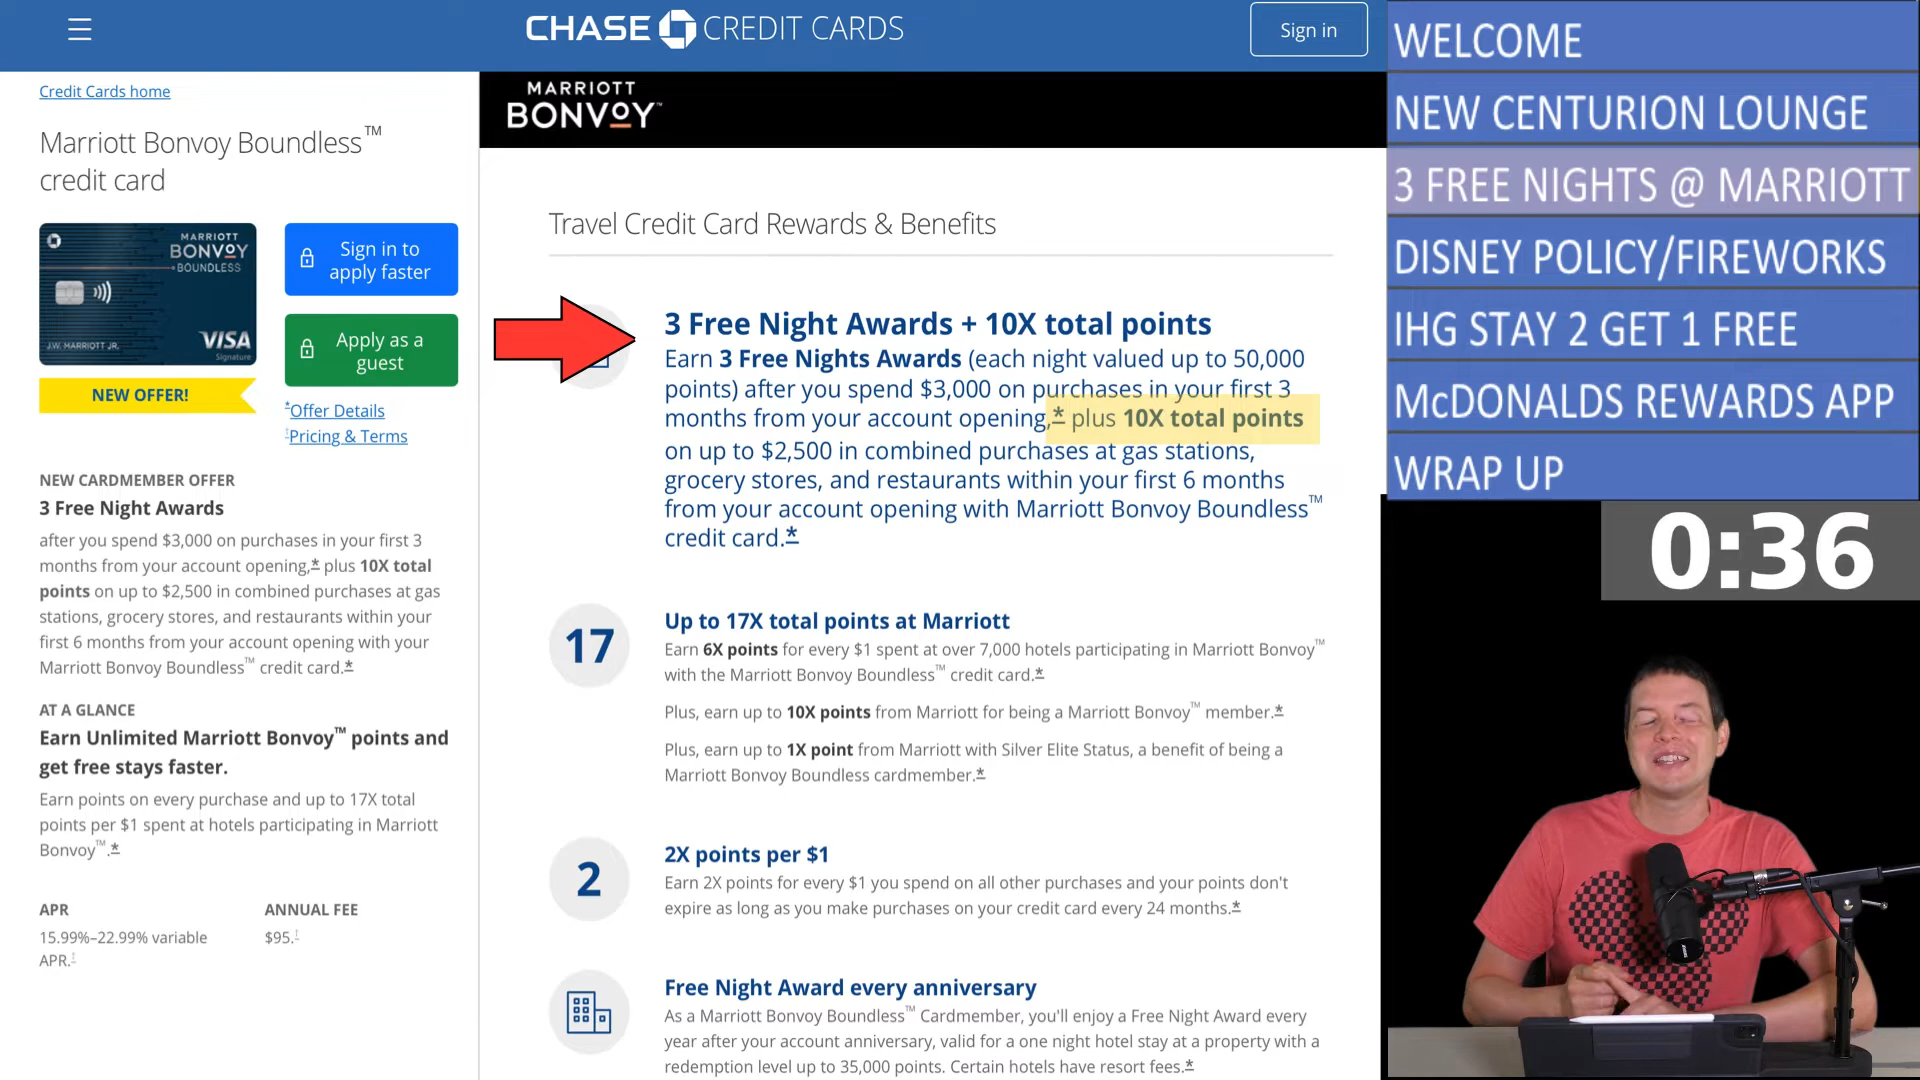 CHASE CREDIT CARDS
Sign in
Credit Cards home
Marriott Bonvoy Boundless™
credit card
MARRIOTT
BONVOY
BOUNDLESS
J.W. MARRIOTT JR.
VISA
Signature
NEW OFFER!
Sign in to
apply faster
Apply as a
guest
*Offer Details
†Pricing & Terms
NEW CARDMEMBER OFFER
3 Free Night Awards
after you spend $3,000 on purchases in your first 3
months from your account opening,* plus 10X total
points on up to $2,500 in combined purchases at gas
stations, grocery stores, and restaurants within your
first 6 months from your account opening with your
Marriott Bonvoy Boundless™ credit card.*
AT A GLANCE
Earn Unlimited Marriott Bonvoy™ points and
get free stays faster.
Earn points on every purchase and up to 17X total
points per $1 spent at hotels participating in Marriott
Bonvoy™.*
APR
15.99%–22.99% variable
APR.†
ANNUAL FEE
$95.†
MARRIOTT
BONVOY™
Travel Credit Card Rewards & Benefits
3 Free Night Awards + 10X total points
Earn 3 Free Nights Awards (each night valued up to 50,000
points) after you spend $3,000 on purchases in your first 3
months from your account opening,* plus 10X total points
on up to $2,500 in combined purchases at gas stations,
grocery stores, and restaurants within your first 6 months
from your account opening with Marriott Bonvoy Boundless™
credit card.*
17
Up to 17X total points at Marriott
Earn 6X points for every $1 spent at over 7,000 hotels participating in Marriott Bonvoy™
with the Marriott Bonvoy Boundless™ credit card.*
Plus, earn up to 10X points from Marriott for being a Marriott Bonvoy™ member.*
Plus, earn up to 1X point from Marriott with Silver Elite Status, a benefit of being a
Marriott Bonvoy Boundless cardmember.*
2
2X points per $1
Earn 2X points for every $1 you spend on all other purchases and your points don't
expire as long as you make purchases on your credit card every 24 months.*
Free Night Award every anniversary
As a Marriott Bonvoy Boundless™ Cardmember, you'll enjoy a Free Night Award every
year after your account anniversary, valid for a one night hotel stay at a property with a
redemption level up to 35,000 points. Certain hotels have resort fees.*
WELCOME
NEW CENTURION LOUNGE
3 FREE NIGHTS @ MARRIOTT
DISNEY POLICY/FIREWORKS
IHG STAY 2 GET 1 FREE
McDONALDS REWARDS APP
WRAP UP
0:36